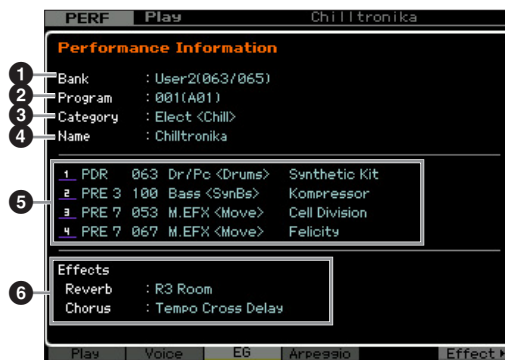 PERF Play Chilltronika
Performance Information
1 Bank : User2(063/065)
2 Program : 001(A01)
3 Category : Elect <Chill>
4 Name : Chilltronika
5
1 PDR 063 Dr/Pc <Drums> Synthetic Kit
2 PRE 3 100 Bass <SynBs> Kompressor
3 PRE 7 053 M.EFX <Move> Cell Division
4 PRE 7 067 M.EFX <Move> Felicity
6
Effects
Reverb : R3 Room
Chorus : Tempo Cross Delay
Play Voice EG Arpeggio Effect